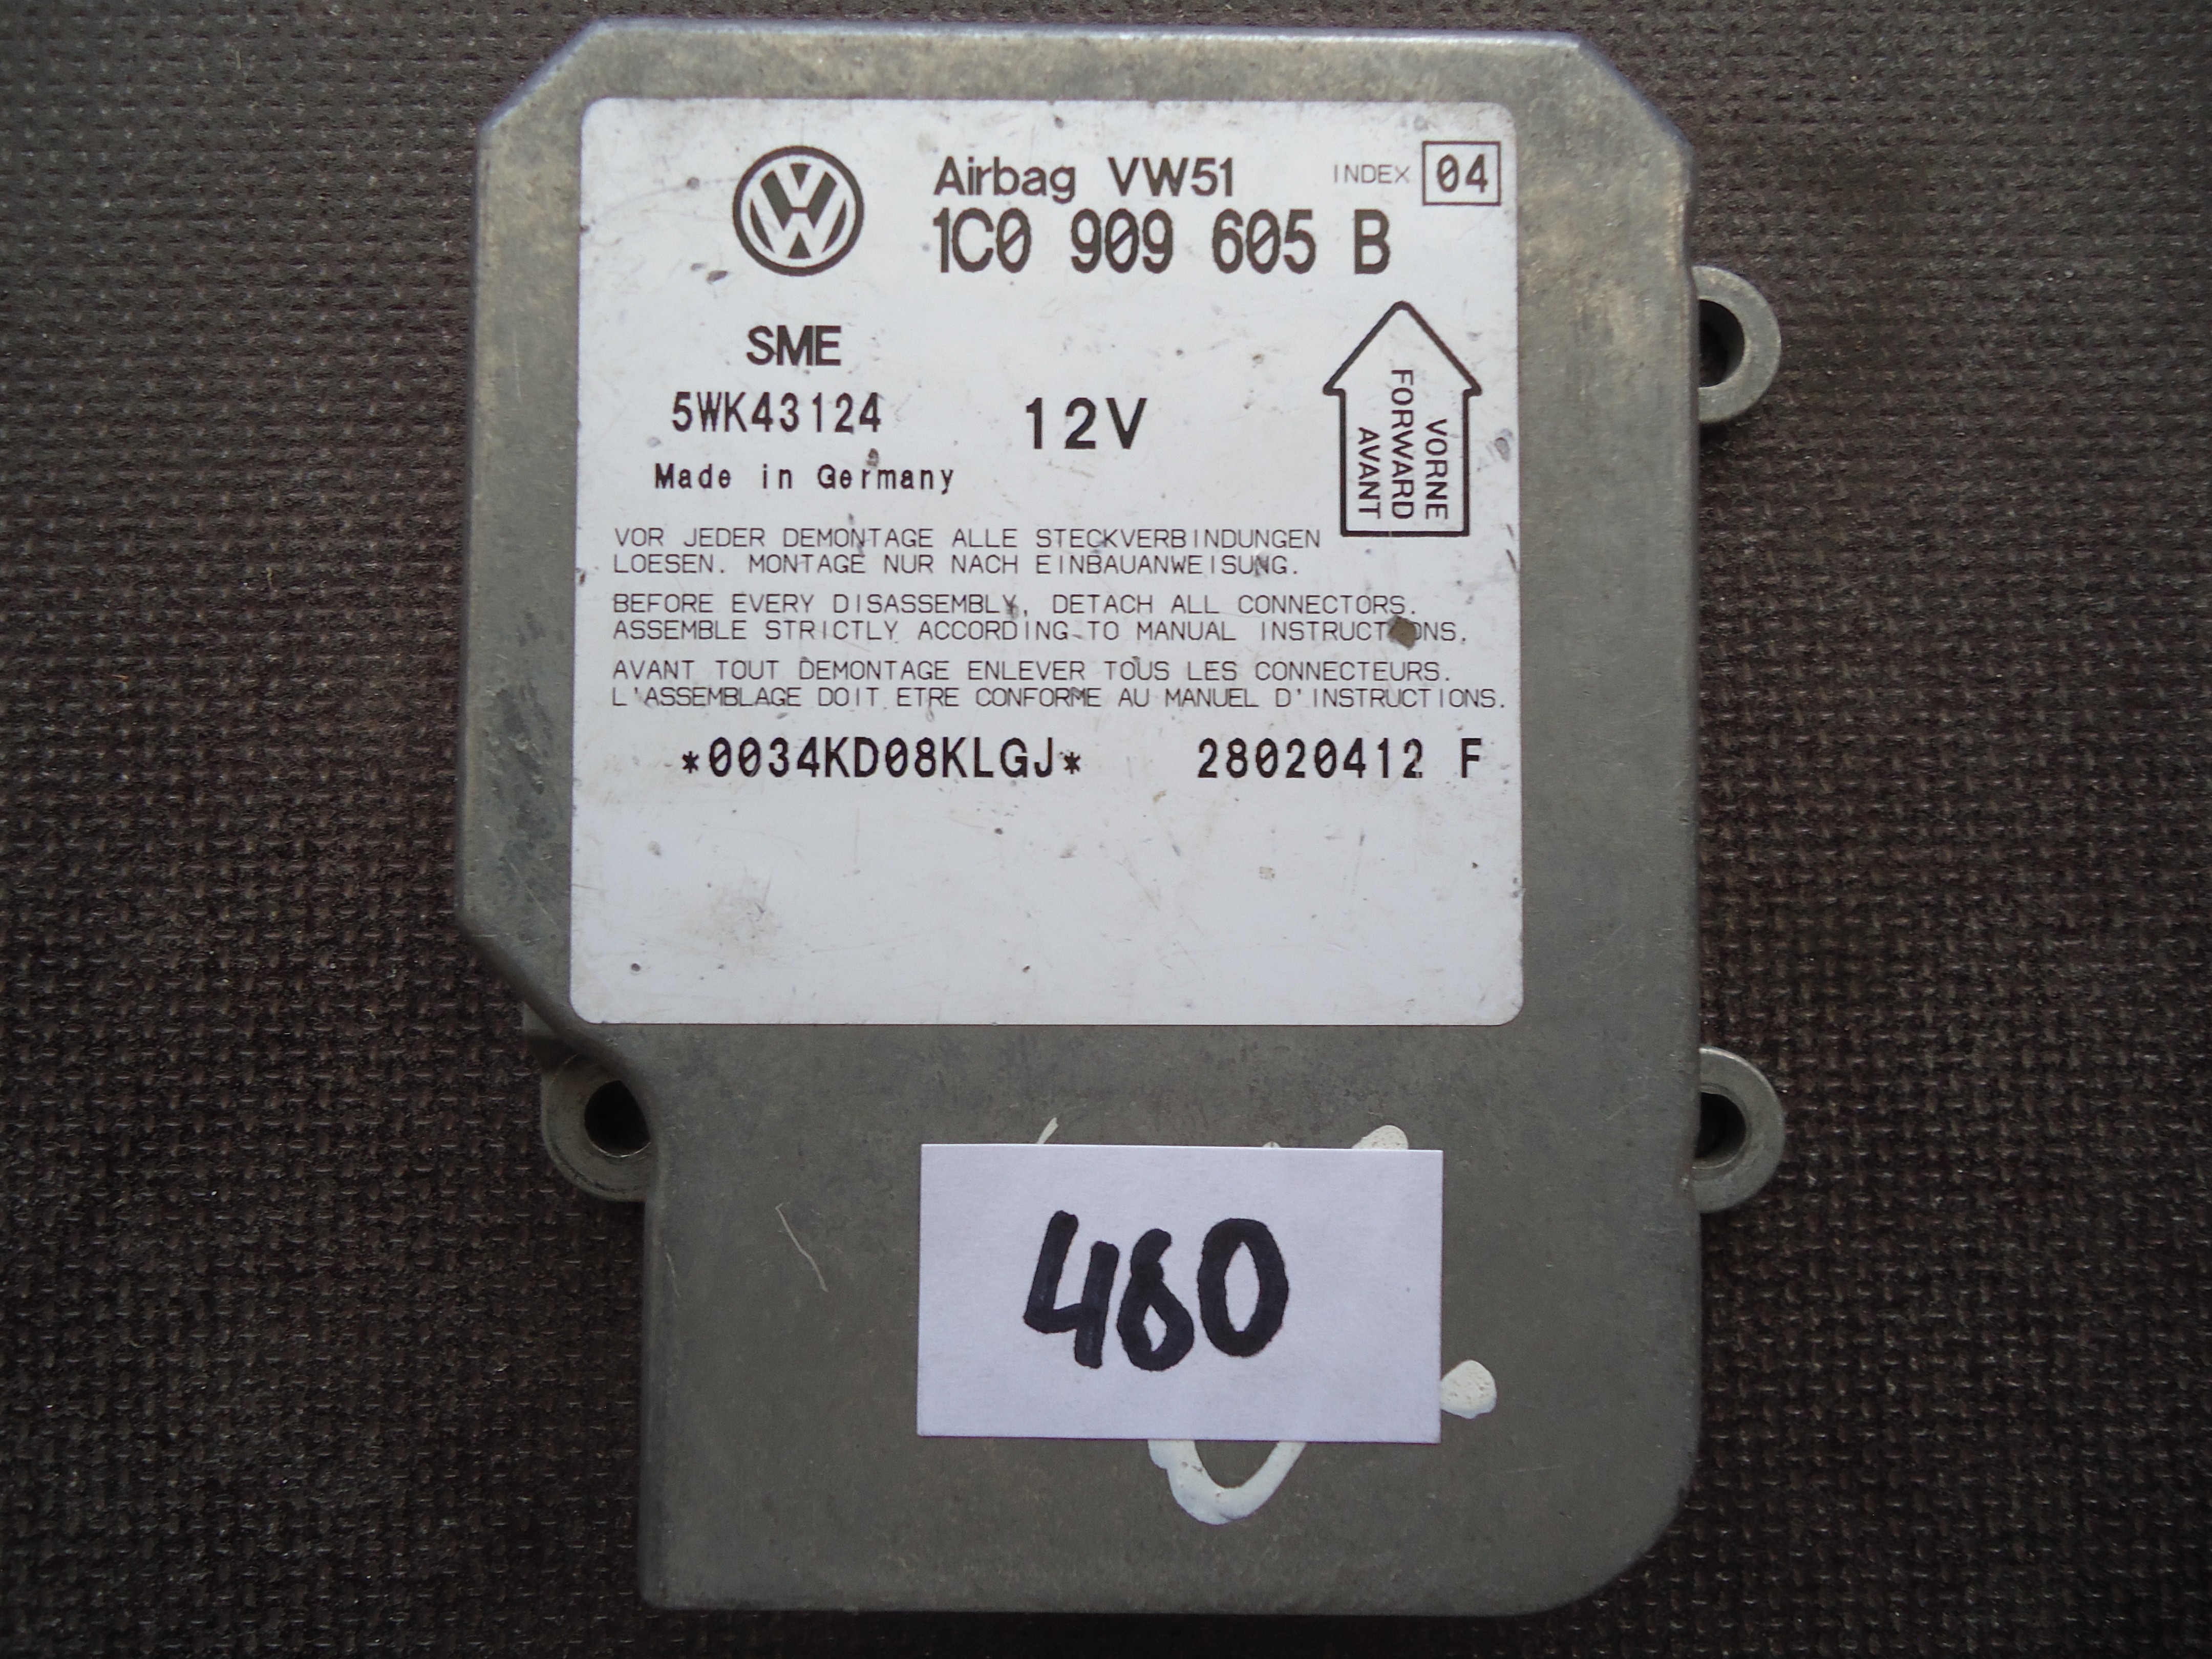 Airbag VW51 INDEX 04
1C0 909 605 B
SME
5WK43124 12V
Made in Germany
VORNE
FORWARD
AVANT
VOR JEDER DEMONTAGE ALLE STECKVERBINDUNGEN
LOESEN. MONTAGE NUR NACH EINBAUANWEISUNG.
BEFORE EVERY DISASSEMBLY, DETACH ALL CONNECTORS.
ASSEMBLE STRICTLY ACCORDING TO MANUAL INSTRUCTIONS.
AVANT TOUT DEMONTAGE ENLEVER TOUS LES CONNECTEURS.
L'ASSEMBLAGE DOIT ETRE CONFORME AU MANUEL D'INSTRUCTIONS.
*0034KD08KLGJ* 28020412 F
480